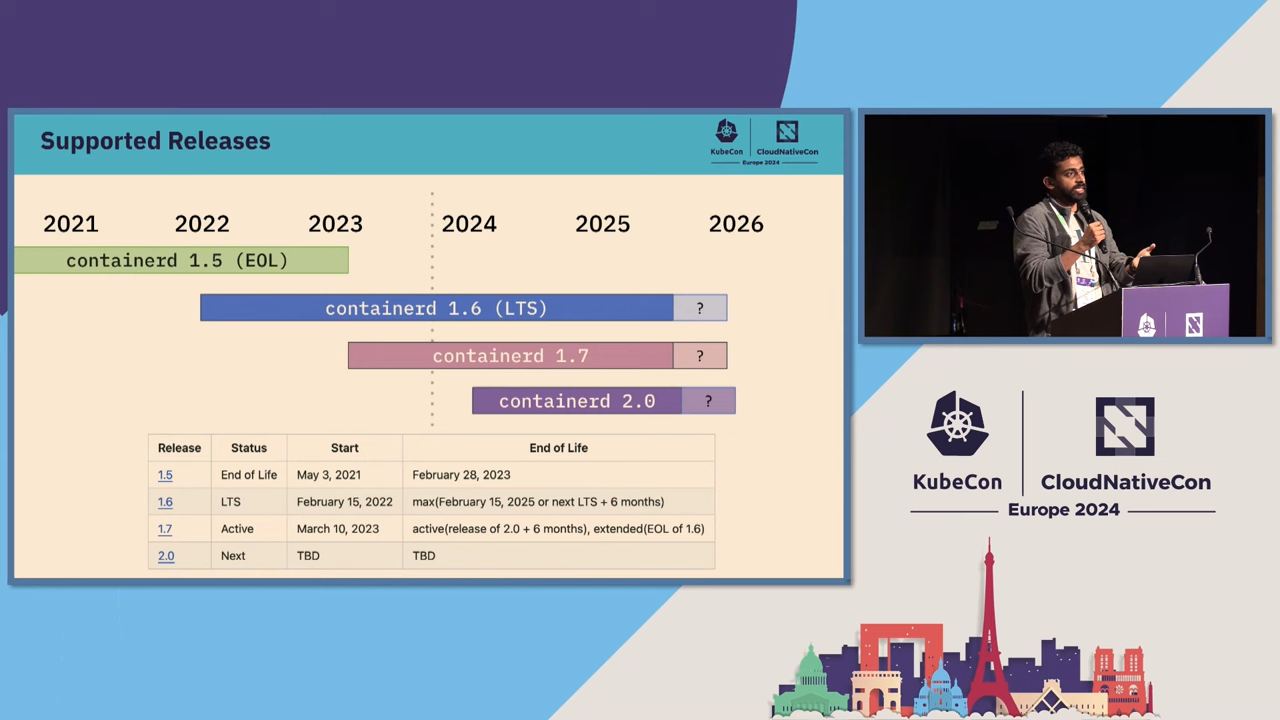 Supported Releases
KubeCon
CloudNativeCon
Europe 2024
2021 2022 2023 2024 2025 2026
containerd 1.5 (EOL)
containerd 1.6 (LTS) ?
containerd 1.7 ?
containerd 2.0 ?
Release Status Start End of Life
1.5 End of Life May 3, 2021 February 28, 2023
1.6 LTS February 15, 2022 max(February 15, 2025 or next LTS + 6 months)
1.7 Active March 10, 2023 active(release of 2.0 + 6 months), extended(EOL of 1.6)
2.0 Next TBD TBD
KubeCon
CloudNativeCon
Europe 2024